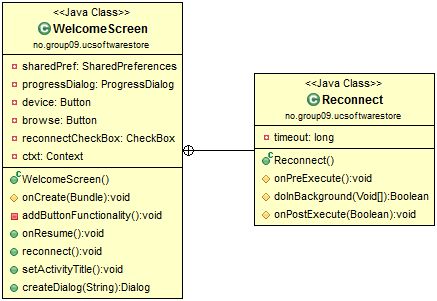 <<Java Class>>
WelcomeScreen
no.group09.ucsoftwarestore
sharedPref: SharedPreferences
progressDialog: ProgressDialog
device: Button
browse: Button
reconnectCheckBox: CheckBox
ctxt: Context
WelcomeScreen()
onCreate(Bundle):void
addButtonFunctionality():void
onResume():void
reconnect():void
setActivityTitle():void
createDialog(String):Dialog
<<Java Class>>
Reconnect
no.group09.ucsoftwarestore
timeout: long
Reconnect()
onPreExecute():void
doInBackground(Void[]):Boolean
onPostExecute(Boolean):void